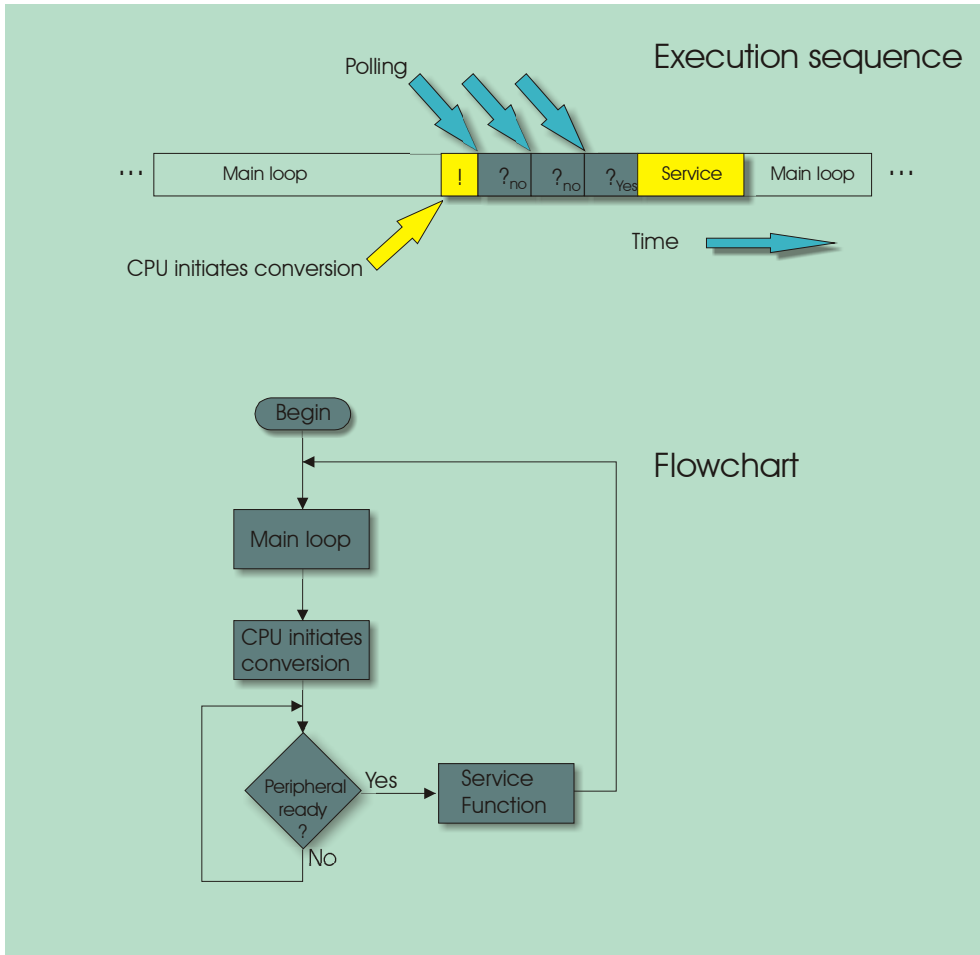 Execution sequence
Polling
... Main loop ! ?no ?no ?Yes Service Main loop ...
Time
CPU initiates conversion
Begin
Flowchart
Main loop
CPU initiates
conversion
Peripheral
ready
?
Yes
No
Service
Function